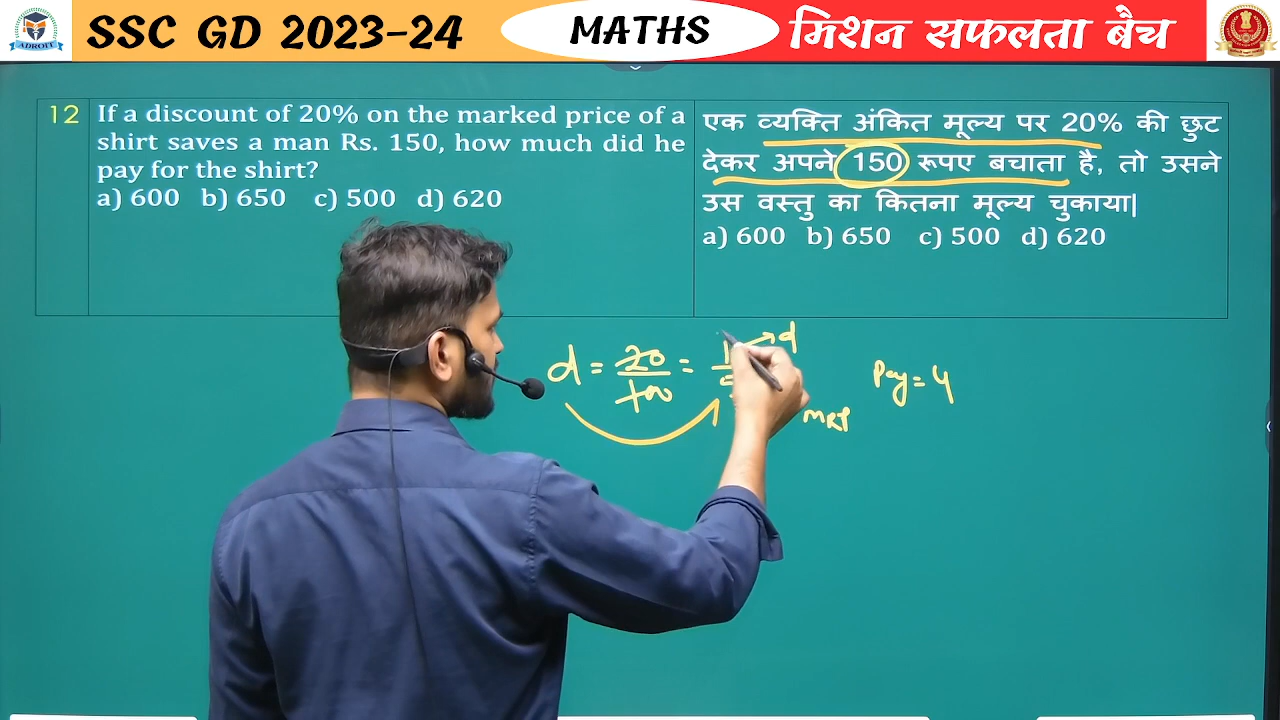 ADROIT
SSC GD 2023-24
MATHS
मिशन सफलता बैच
12
If a discount of 20% on the marked price of a
shirt saves a man Rs. 150, how much did he
pay for the shirt?
a) 600 b) 650 c) 500 d) 620
एक व्यक्ति अंकित मूल्य पर 20% की छुट
देकर अपने 150 रूपए बचाता है, तो उसने
उस वस्तु का कितना मूल्य चुकाया|
a) 600 b) 650 c) 500 d) 620
d = 20/100 = 1 → d
MRP
Pay = 4